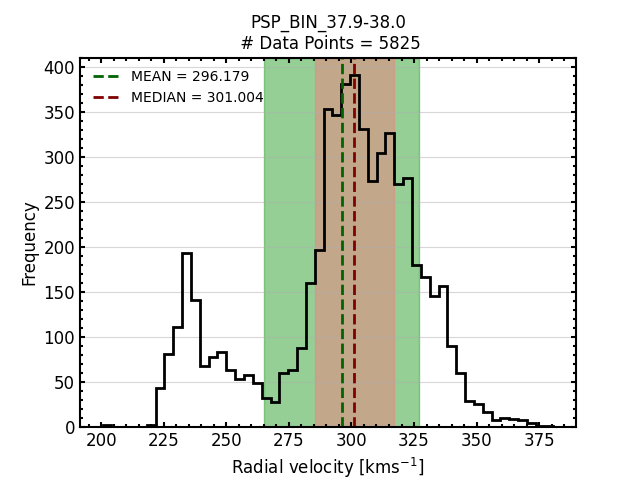 PSP_BIN_37.9-38.0
# Data Points = 5825
MEAN = 296.179
MEDIAN = 301.004
400
350
300
250
200
150
100
50
0
Frequency
200 225 250 275 300 325 350 375
Radial velocity [kms⁻¹]